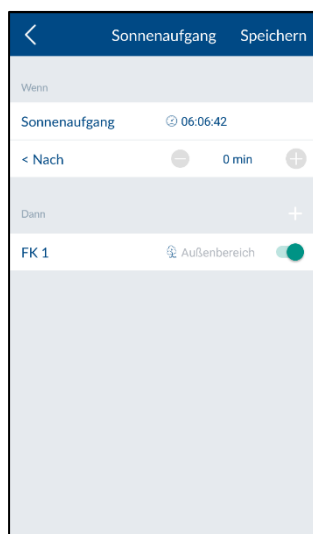 Sonnenaufgang Speichern
Wenn
Sonnenaufgang 06:06:42
< Nach 0 min
Dann
FK 1 Außenbereich